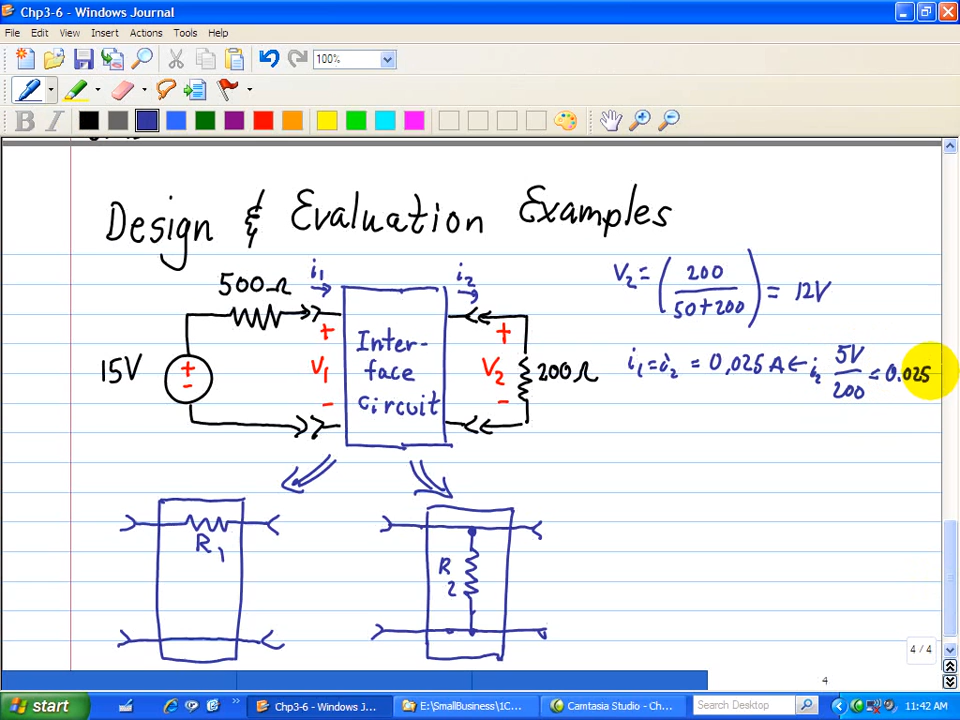 Chp3-6 - Windows Journal
File Edit View Insert Actions Tools Help
100%
B I
Design & Evaluation Examples
500Ω i1 i2
V2 = ( 200 / 50+200 ) = 12V
15V + - + V1 - Inter-face circuit + V2 - 200Ω
i1 = i2 = 0,025 A ← i2 5V / 200 = 0.025
R1
R2
4 / 4
4
start Chp3-6 - Windows J... E:\SmallBusiness\1C... Camtasia Studio - Ch... Search Desktop 11:42 AM